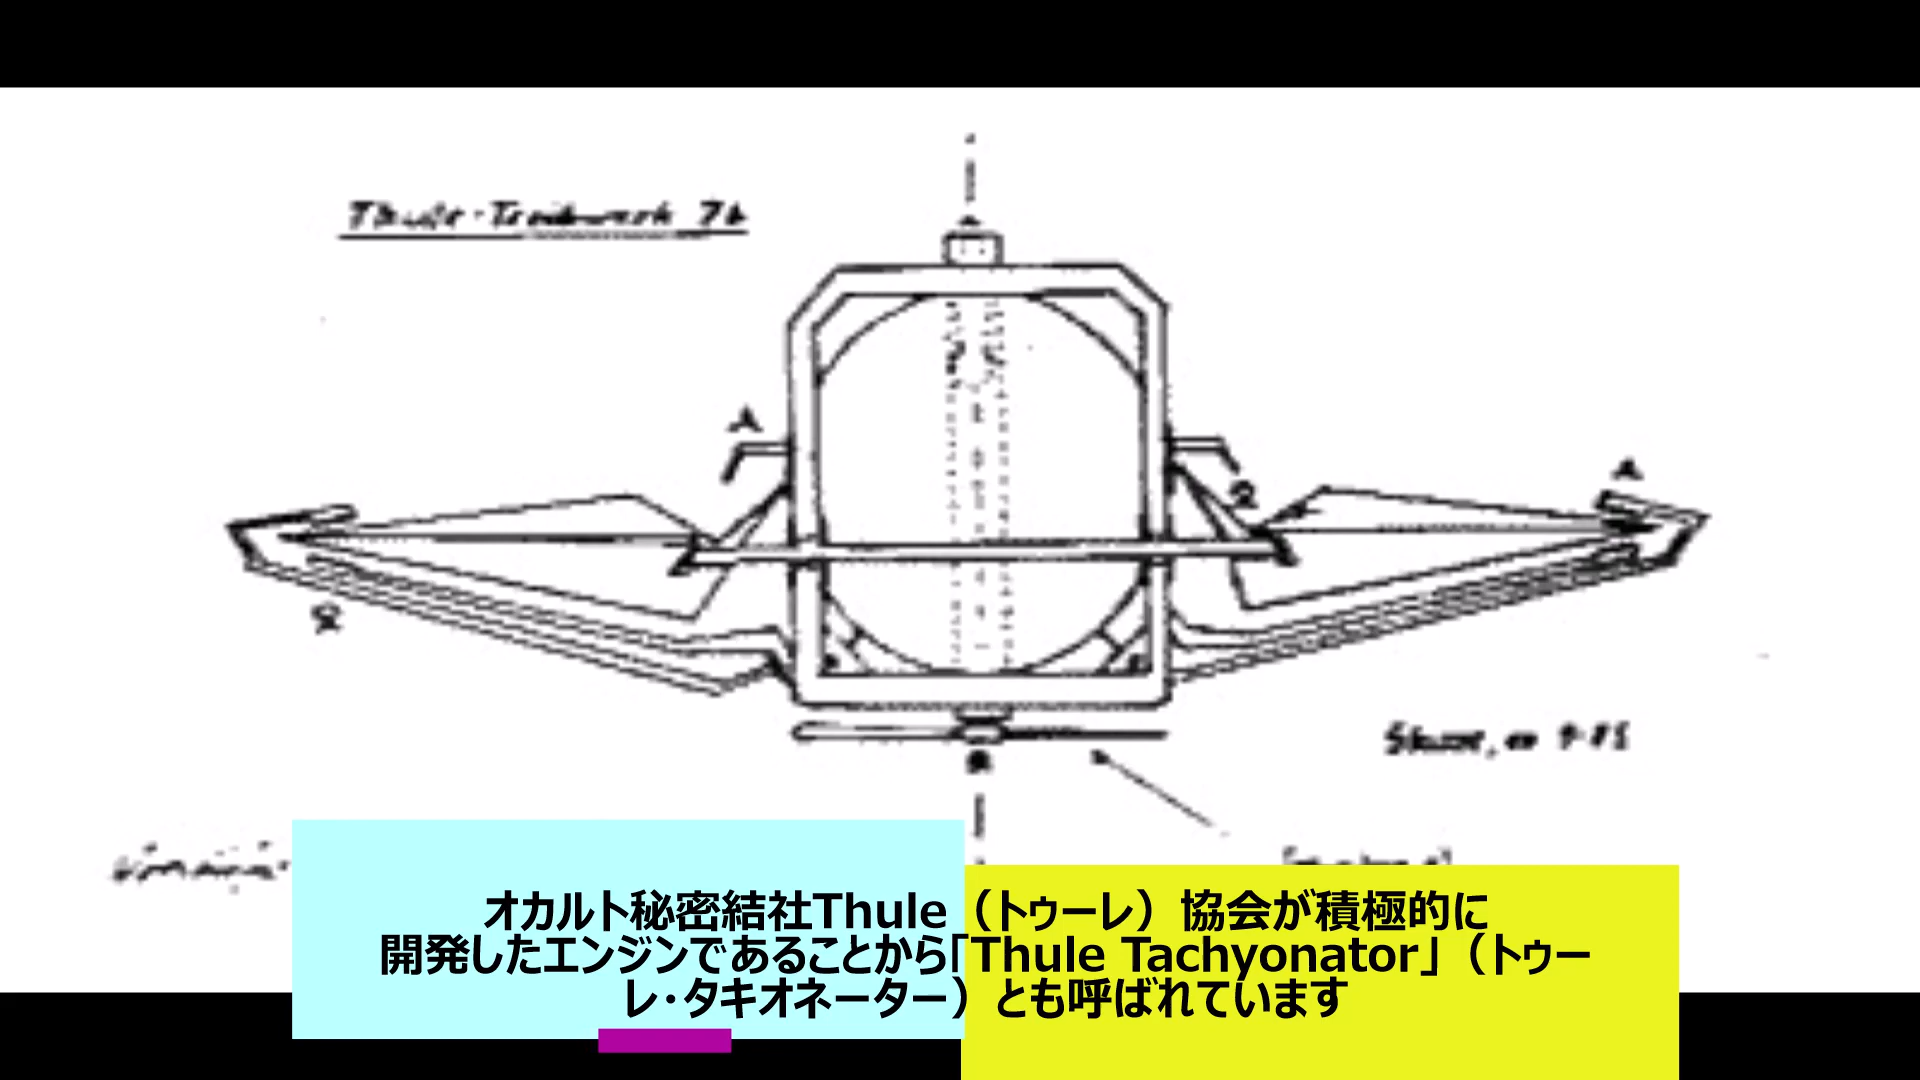 Thule-Triebwerk 7b
A
A
オカルト秘密結社Thule（トゥーレ）協会が積極的に
開発したエンジンであることから「Thule Tachyonator」（トゥー
レ・タキオネーター）とも呼ばれています